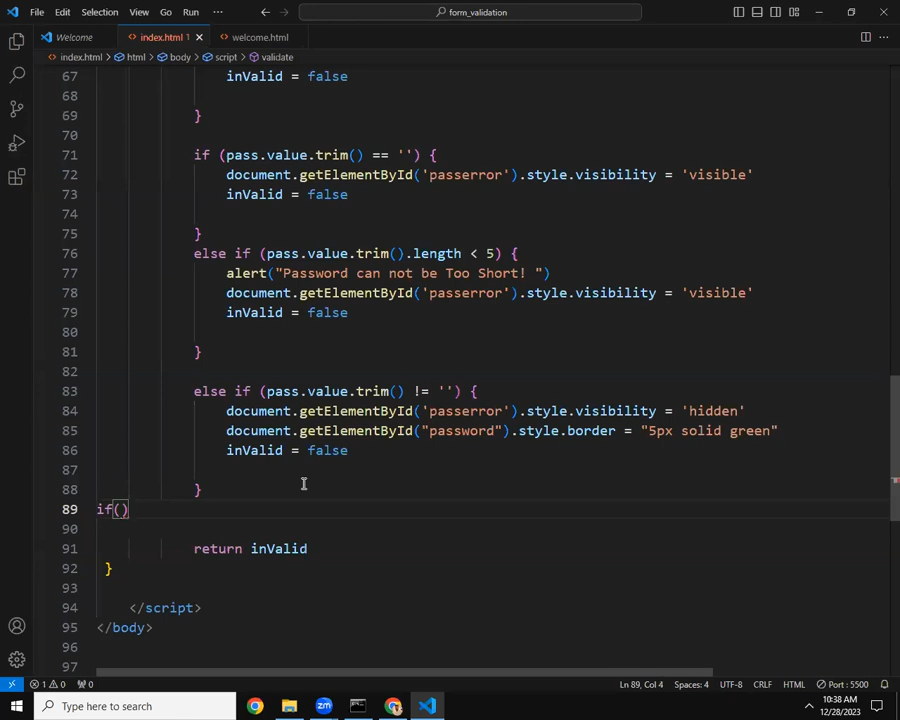 File Edit Selection View Go Run ··· form_validation
Welcome index.html 1 welcome.html
index.html > html > body > script > validate
67 inValid = false
68
69 }
70
71 if (pass.value.trim() == '') {
72 document.getElementById('passerror').style.visibility = 'visible'
73 inValid = false
74
75 }
76 else if (pass.value.trim().length < 5) {
77 alert("Password can not be Too Short! ")
78 document.getElementById('passerror').style.visibility = 'visible'
79 inValid = false
80
81 }
82
83 else if (pass.value.trim() != '') {
84 document.getElementById('passerror').style.visibility = 'hidden'
85 document.getElementById("password").style.border = "5px solid green"
86 inValid = false
87
88 }
89 if()
90
91 return inValid
92 }
93
94 </script>
95 </body>
96
97
1 0 0 Ln 89, Col 4 Spaces: 4 UTF-8 CRLF HTML Port : 5500
Type here to search 10:38 AM
12/28/2023